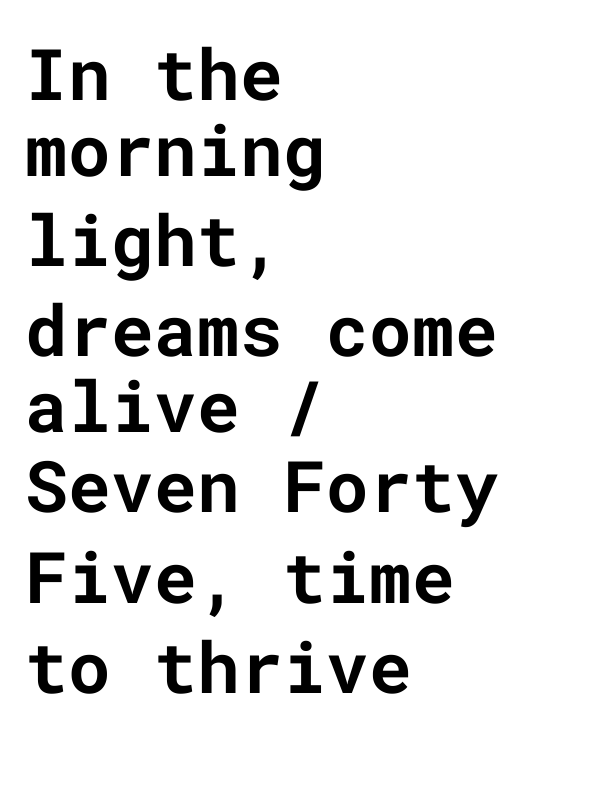 In the
morning
light,
dreams come
alive /
Seven Forty
Five, time
to thrive